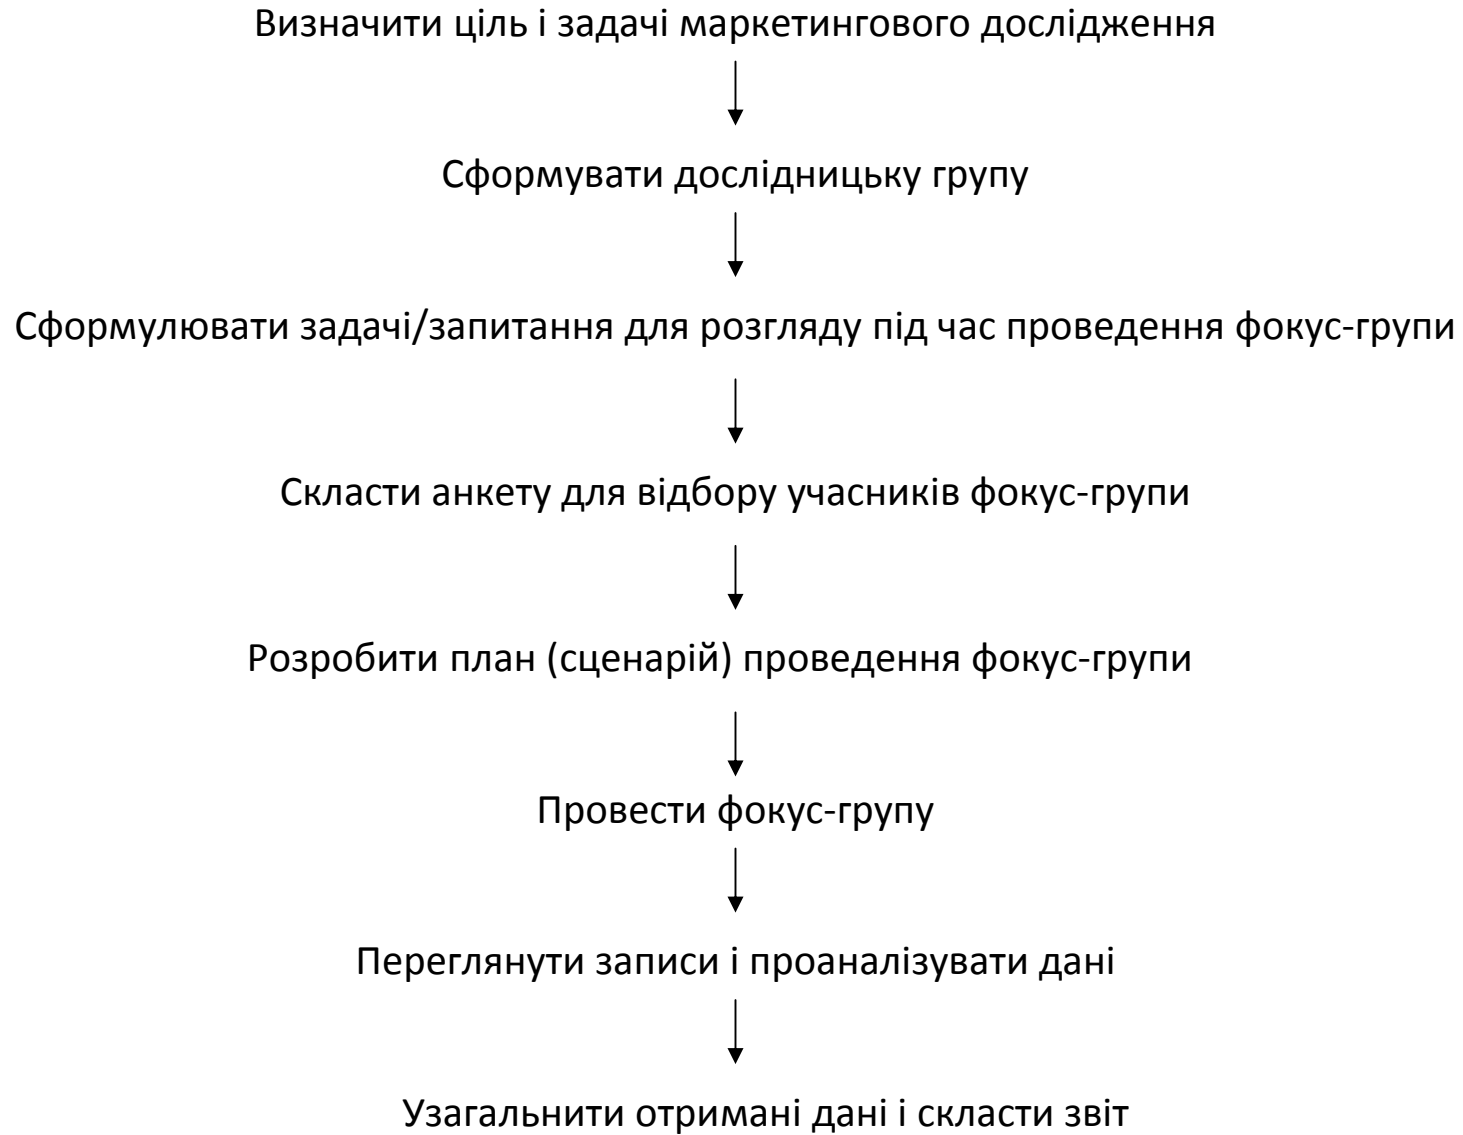 Визначити ціль і задачі маркетингового дослідження
Сформувати дослідницьку групу
Сформулювати задачі/запитання для розгляду під час проведення фокус-групи
Скласти анкету для відбору учасників фокус-групи
Розробити план (сценарій) проведення фокус-групи
Провести фокус-групу
Переглянути записи і проаналізувати дані
Узагальнити отримані дані і скласти звіт